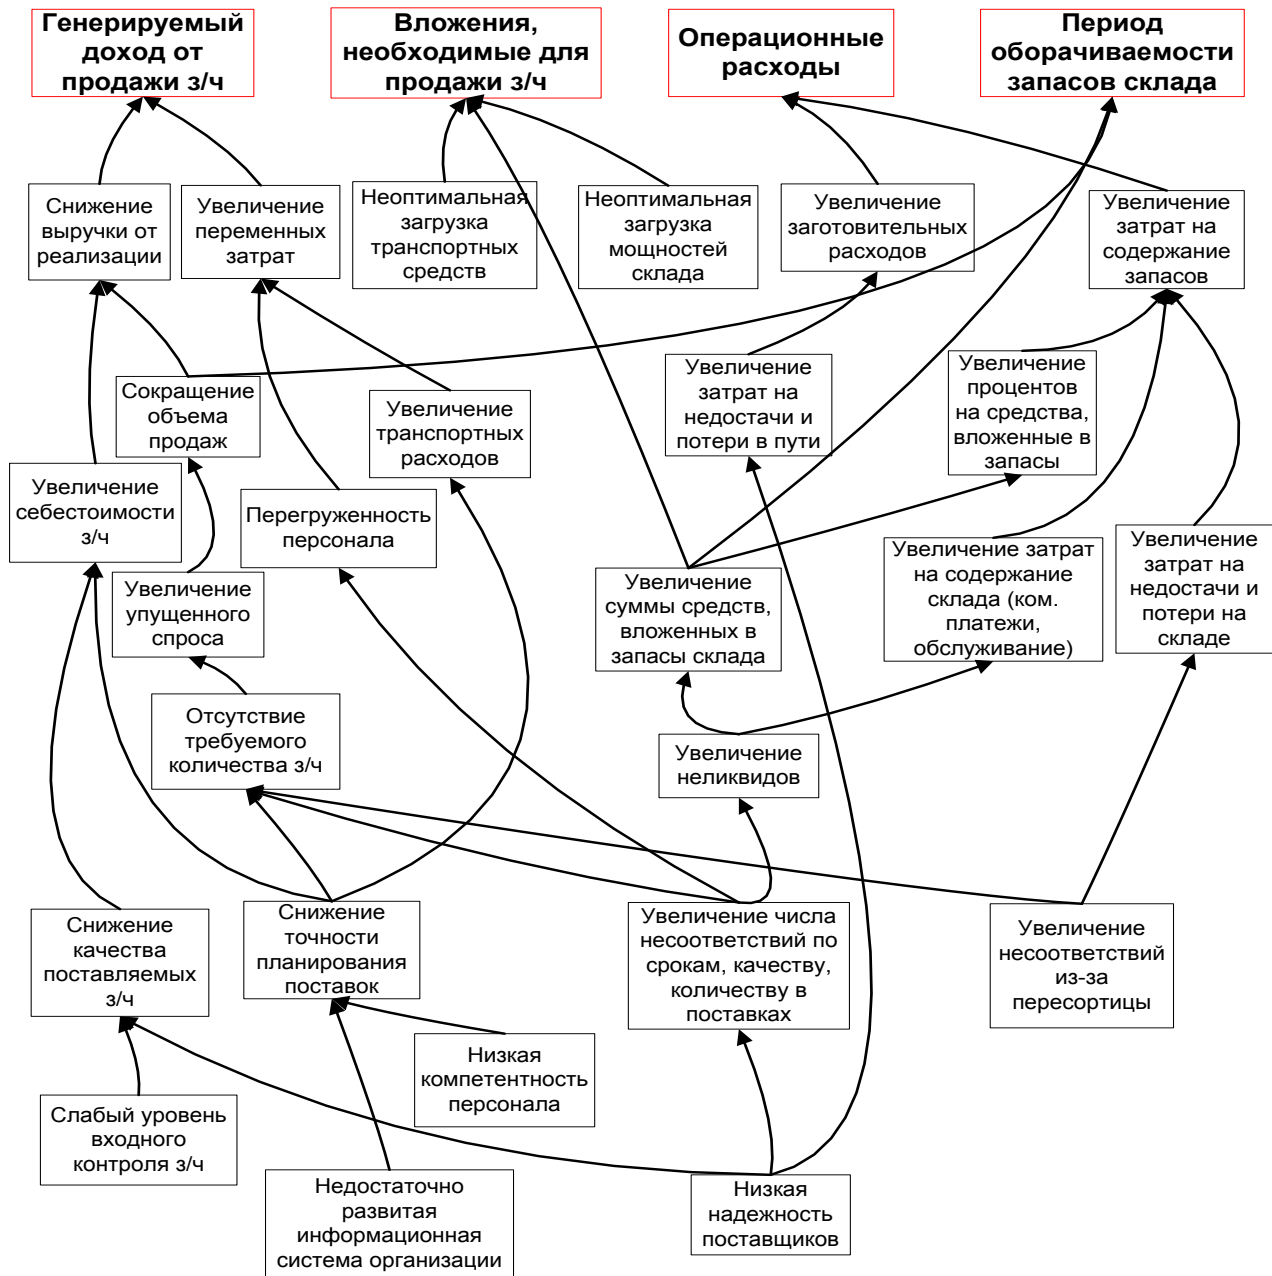 Генерируемый
доход от
продажи з/ч
Вложения,
необходимые для
продажи з/ч
Операционные
расходы
Период
оборачиваемости
запасов склада
Снижение
выручки от
реализации
Увеличение
переменных
затрат
Неоптимальная
загрузка
транспортных
средств
Неоптимальная
загрузка
мощностей
склада
Увеличение
заготовительных
расходов
Увеличение
затрат на
содержание
запасов
Сокращение
объема
продаж
Увеличение
транспортных
расходов
Увеличение
затрат на
недостачи и
потери в пути
Увеличение
процентов
на средства,
вложенные в
запасы
Увеличение
себестоимости
з/ч
Перегруженность
персонала
Увеличение
упущенного
спроса
Увеличение
суммы средств,
вложенных в
запасы склада
Увеличение затрат
на содержание
склада (ком.
платежи,
обслуживание)
Увеличение
затрат на
недостачи и
потери на
складе
Отсутствие
требуемого
количества з/ч
Увеличение
неликвидов
Снижение
качества
поставляемых
з/ч
Снижение
точности
планирования
поставок
Увеличение числа
несоответствий по
срокам, качеству,
количеству в
поставках
Увеличение
несоответствий
из-за
пересортицы
Низкая
компетентность
персонала
Слабый уровень
входного
контроля з/ч
Недостаточно
развитая
информационная
система организации
Низкая
надежность
поставщиков